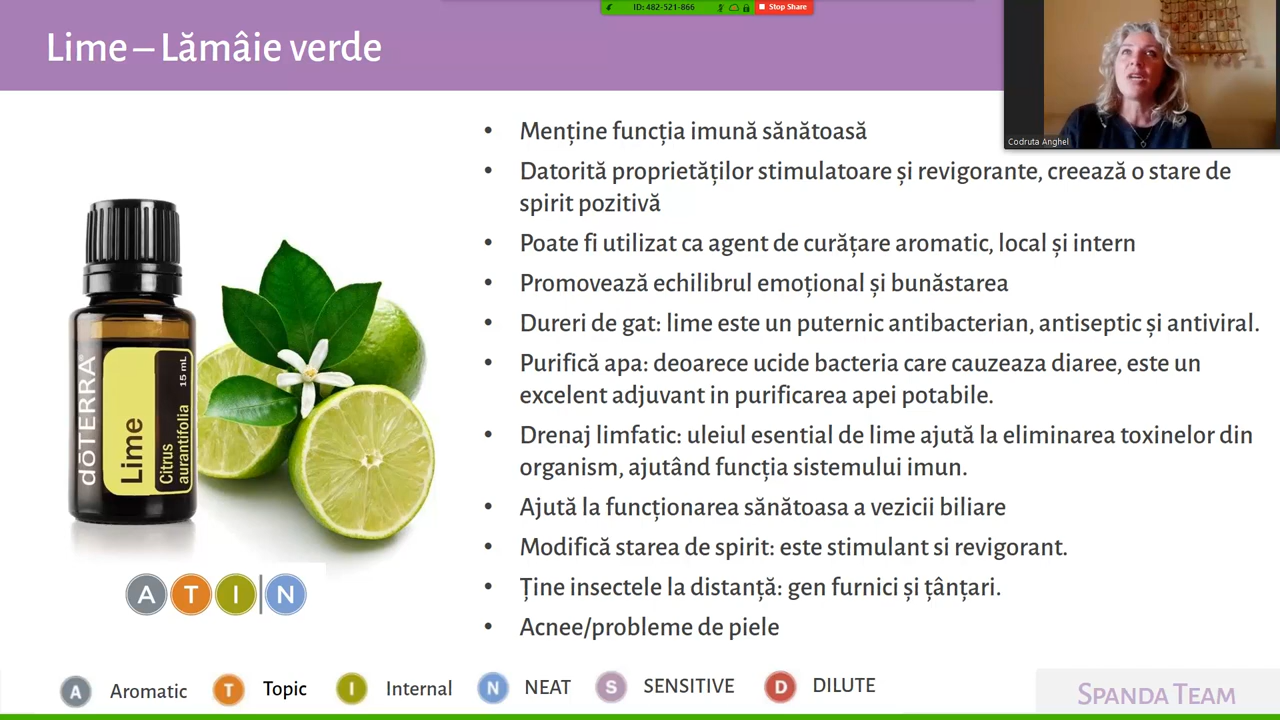 ID: 482-521-866
Stop Share
Lime – Lămâie verde
Codruta Anghel
• Menține funcția imună sănătoasă
• Datorită proprietăților stimulatoare și revigorante, creează o stare de
spirit pozitivă
• Poate fi utilizat ca agent de curățare aromatic, local și intern
• Promovează echilibrul emoțional și bunăstarea
• Dureri de gat: lime este un puternic antibacterian, antiseptic și antiviral.
• Purifică apa: deoarece ucide bacteria care cauzeaza diaree, este un
excelent adjuvant in purificarea apei potabile.
• Drenaj limfatic: uleiul esential de lime ajută la eliminarea toxinelor din
organism, ajutând funcția sistemului imun.
• Ajută la funcționarea sănătoasa a vezicii biliare
• Modifică starea de spirit: este stimulant si revigorant.
• Ține insectele la distanță: gen furnici și țânțari.
• Acnee/probleme de piele
dōTERRA
Lime
Citrus
aurantifolia
15 mL
A T I | N
A Aromatic T Topic I Internal N NEAT S SENSITIVE D DILUTE
SPANDA TEAM